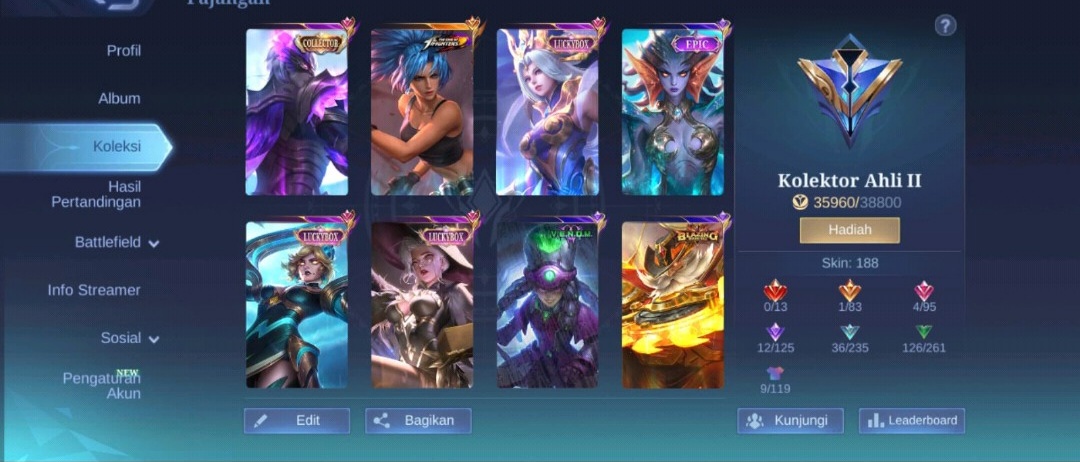 Pajangan
Profil
Album
Koleksi
Hasil
Pertandingan
Battlefield
Info Streamer
Sosial
NEW
Pengaturan
Akun
COLLECTOR
THE KING OF FIGHTERS
LUCKYBOX
EPIC
LUCKYBOX
LUCKYBOX
V.E.N.O.M.
BLAZING
Edit
Bagikan
?
Kolektor Ahli II
35960/38800
Hadiah
Skin: 188
0/13
1/83
4/95
12/125
36/235
126/261
9/119
Kunjungi
Leaderboard